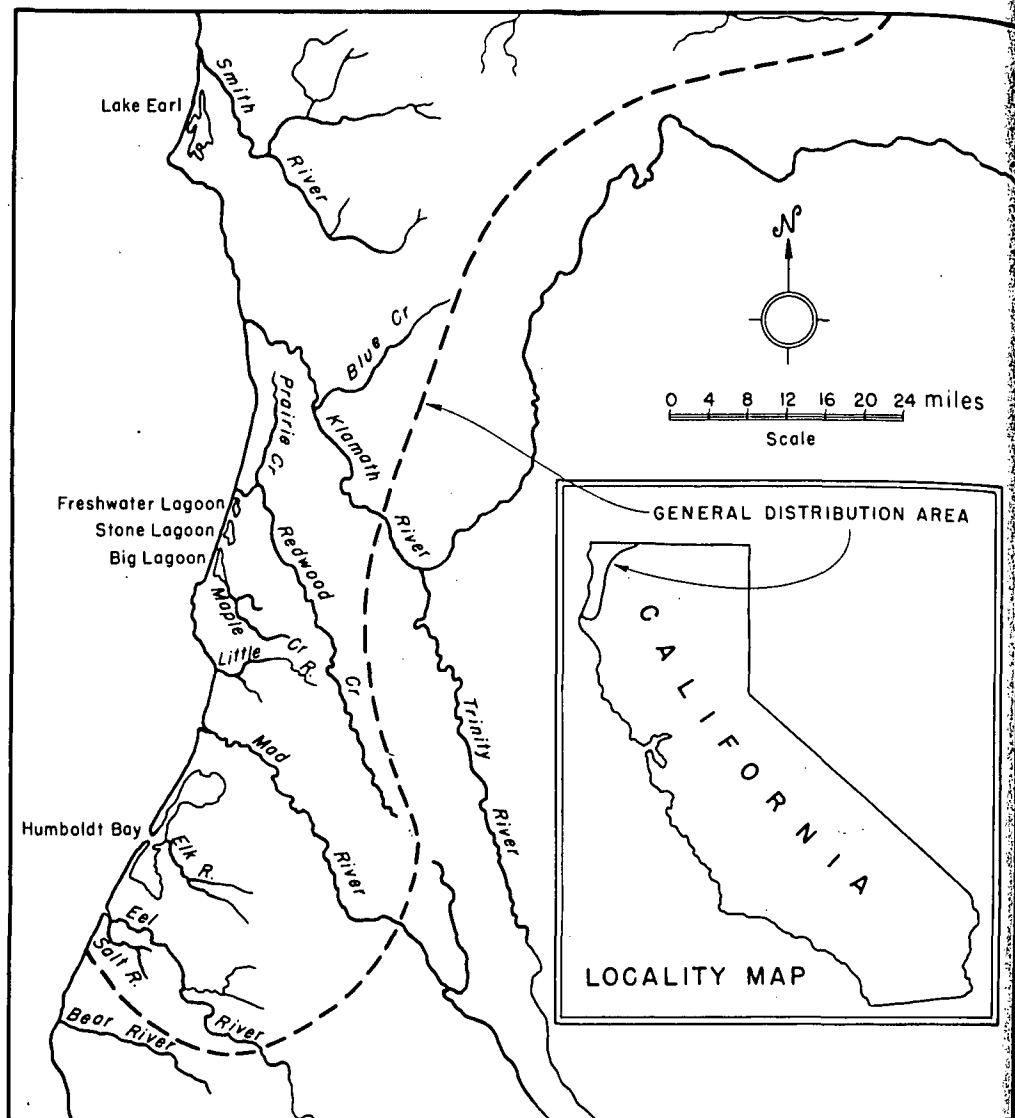 Smith
River
Lake Earl
N
Blue Cr
0 4 8 12 16 20 24 miles
Scale
Prairie Cr
Klamath
River
Freshwater Lagoon
Stone Lagoon
Big Lagoon
Redwood
Cr
GENERAL DISTRIBUTION AREA
Maple
Cr
Little
R.
Trinity
River
CALIFORNIA
Mad
River
Humboldt Bay
Elk R.
Eel
River
Salt R.
Bear River
LOCALITY MAP